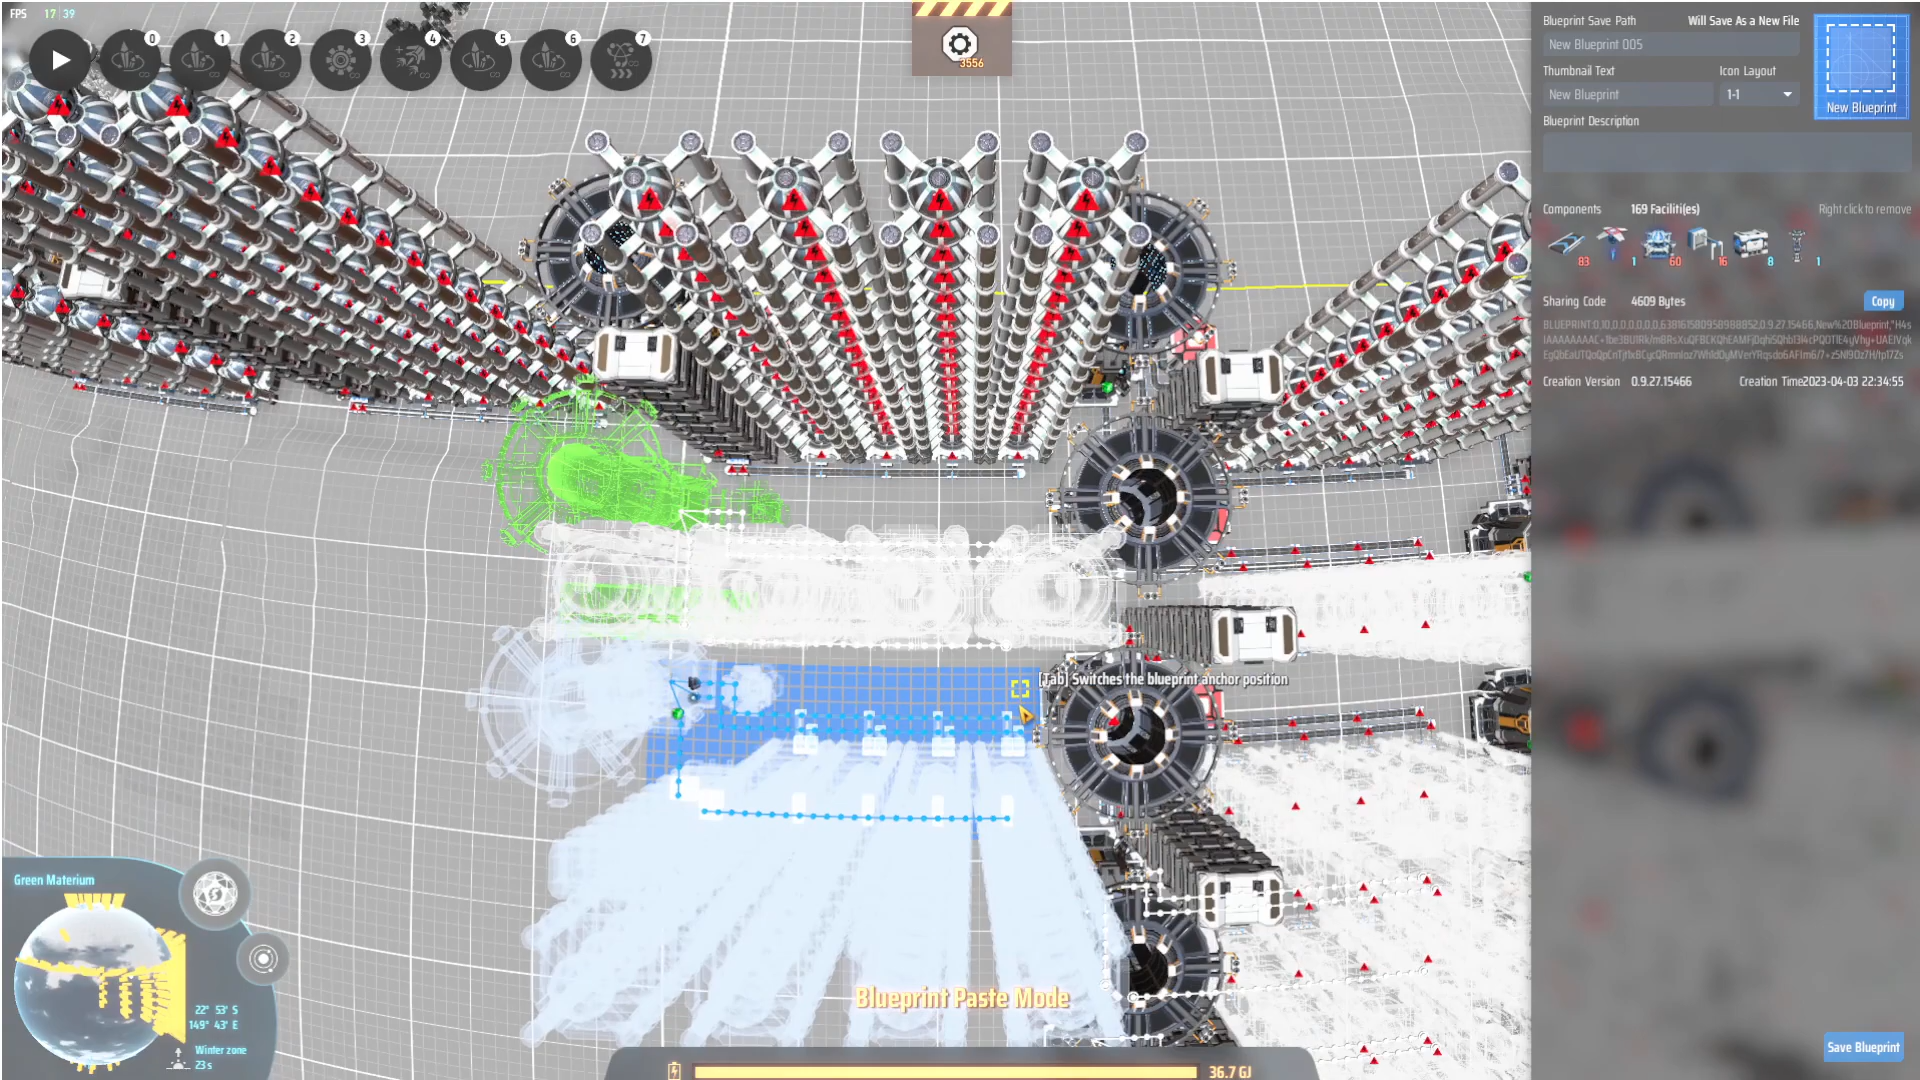 FPS 17 | 39
0 1 2 3 4 5 6 7
3556
Blueprint Save Path Will Save As a New File
New Blueprint 005
Thumbnail Text Icon Layout
New Blueprint 1-1
New Blueprint
Blueprint Description
Components 169 Faciliti(es) Right click to remove
83 1 60 16 8 1
Sharing Code 4609 Bytes Copy
Creation Version 0.9.27.15466 Creation Time2023-04-03 22:34:55
[Tab] Switches the blueprint anchor position
Green Materium
22° 53' S
149° 43' E
Winter zone
23s
Blueprint Paste Mode
36.7 GJ
Save Blueprint